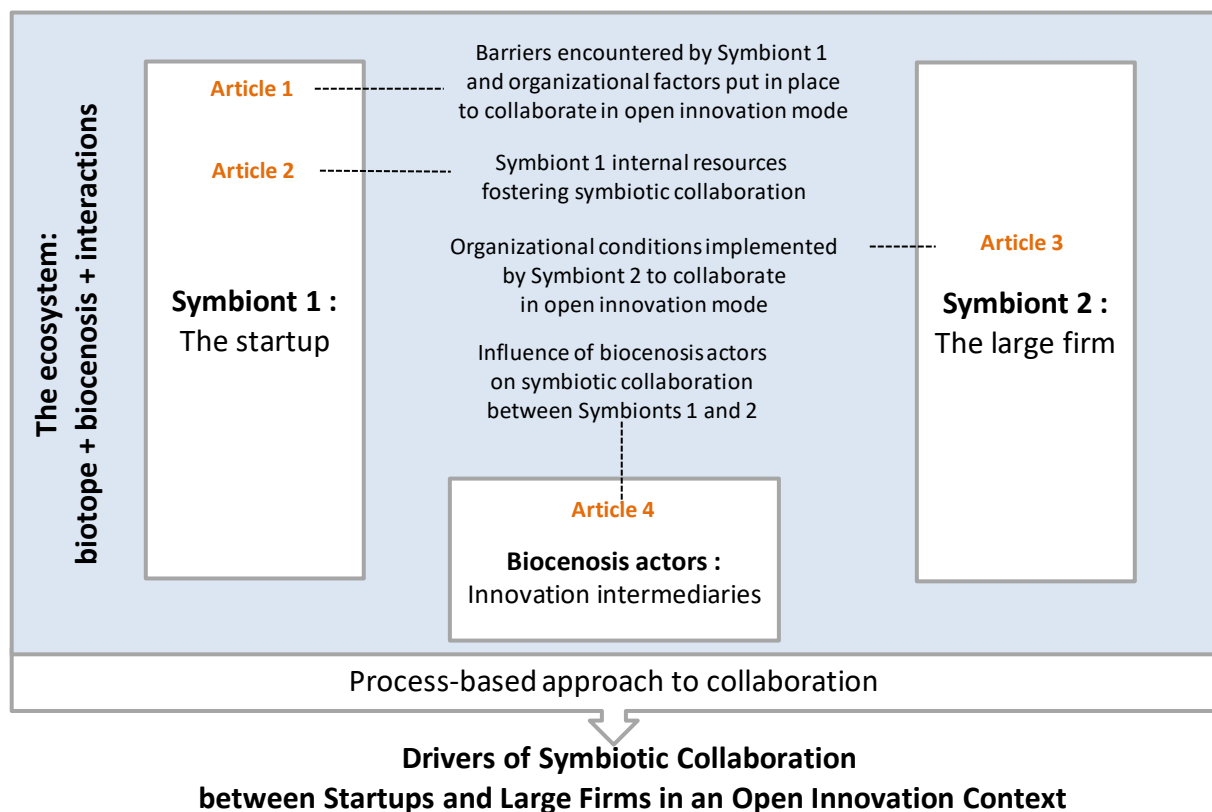 The ecosystem:
biotope + biocenosis + interactions
Article 1
Barriers encountered by Symbiont 1
and organizational factors put in place
to collaborate in open innovation mode
Article 2
Symbiont 1 internal resources
fostering symbiotic collaboration
Symbiont 1 :
The startup
Organizational conditions implemented
by Symbiont 2 to collaborate
in open innovation mode
Article 3
Symbiont 2 :
The large firm
Influence of biocenosis actors
on symbiotic collaboration
between Symbionts 1 and 2
Article 4
Biocenosis actors :
Innovation intermediaries
Process-based approach to collaboration
Drivers of Symbiotic Collaboration
between Startups and Large Firms in an Open Innovation Context